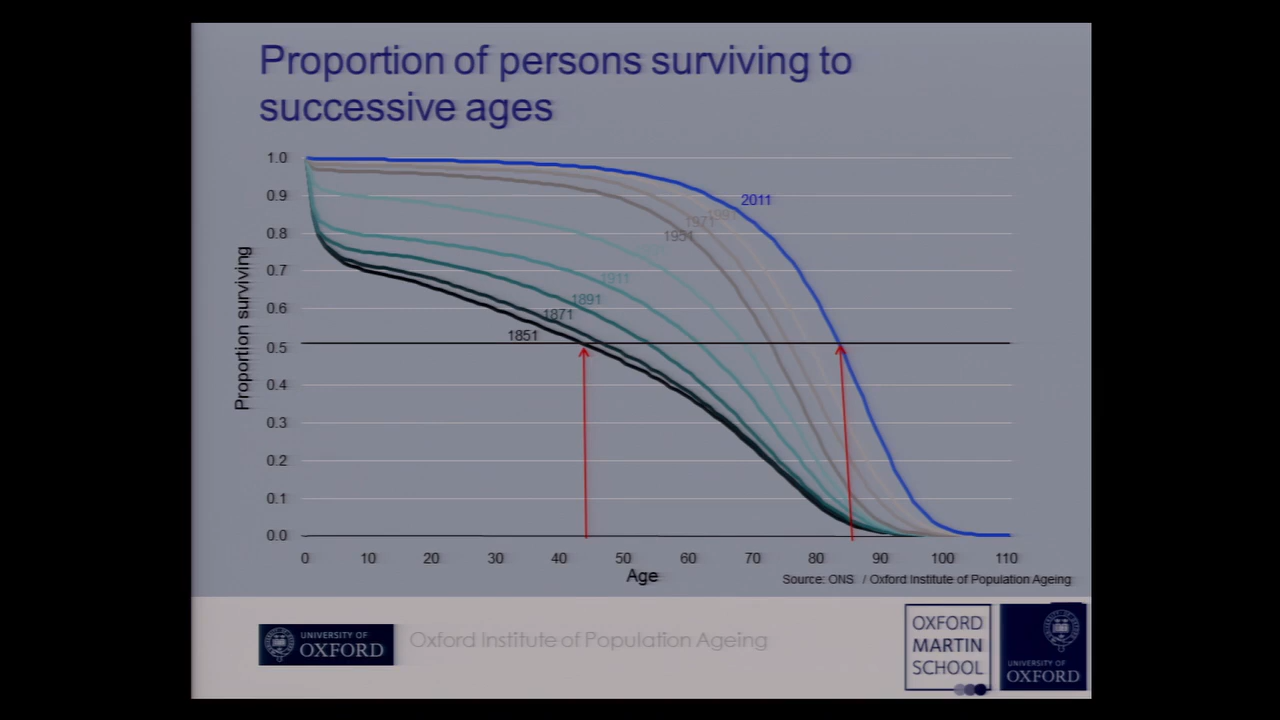 Proportion of persons surviving to
successive ages
1.0
0.9
0.8
0.7
0.6
0.5
0.4
0.3
0.2
0.1
0.0
Proportion surviving
2011
1991
1971
1951
1911
1891
1871
1851
0 10 20 30 40 50 60 70 80 90 100 110
Age
Source: ONS / Oxford Institute of Population Ageing
UNIVERSITY OF
OXFORD
Oxford Institute of Population Ageing
OXFORD
MARTIN
SCHOOL
UNIVERSITY OF
OXFORD